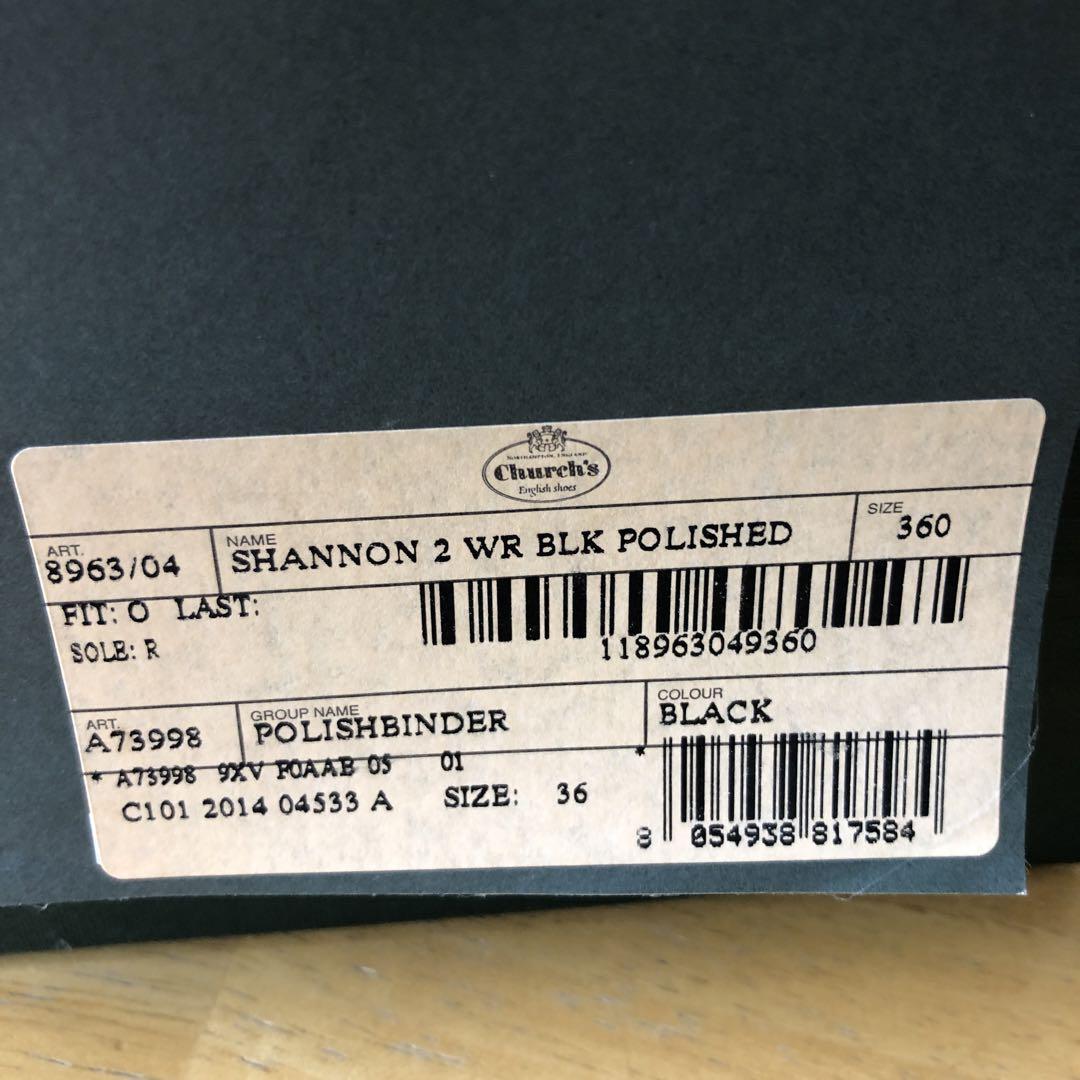 NORTHAMPTON, ENGLAND
Church's
English shoes
ART. 8963/04 NAME SHANNON 2 WR BLK POLISHED SIZE 360
FIT: O LAST:
SOLE: R
118963049360
ART. A73998 GROUP NAME POLISHBINDER COLOUR BLACK
* A73998 9XV F0AAB 05 01 *
C101 2014 04533 A SIZE: 36
8 054938 817584